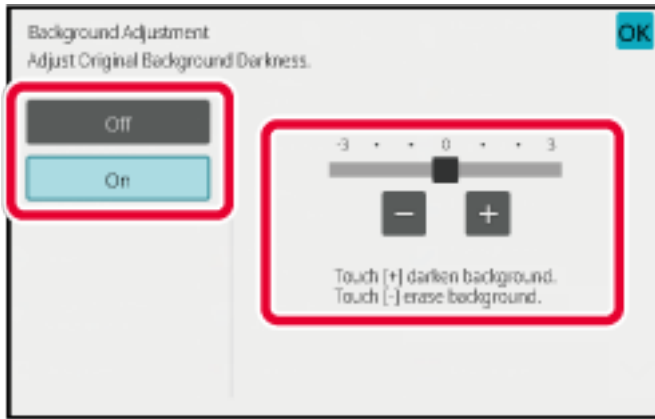 Background Adjustment
OK
Adjust Original Background Darkness.
Off
On
-3 • • 0 • • 3
− +
Touch [+] darken background.
Touch [-] erase background.